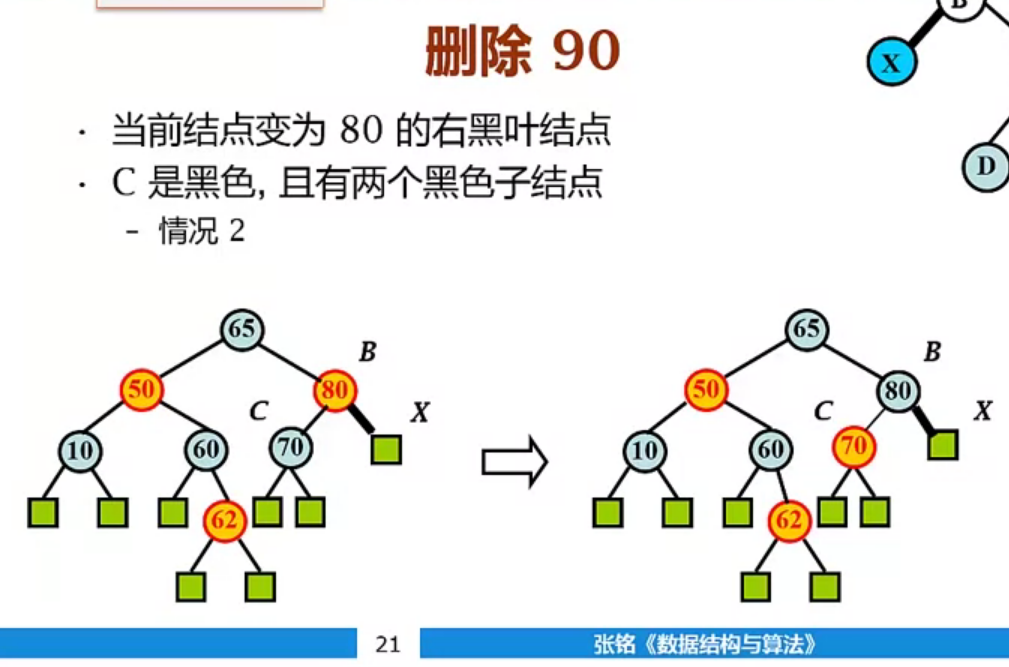 删除 90
B
X
D
· 当前结点变为 80 的右黑叶结点
· C 是黑色, 且有两个黑色子结点
– 情况 2
65
B
50
80
C
X
10
60
70
62
65
B
50
80
C
X
10
60
70
62
21
张铭《数据结构与算法》